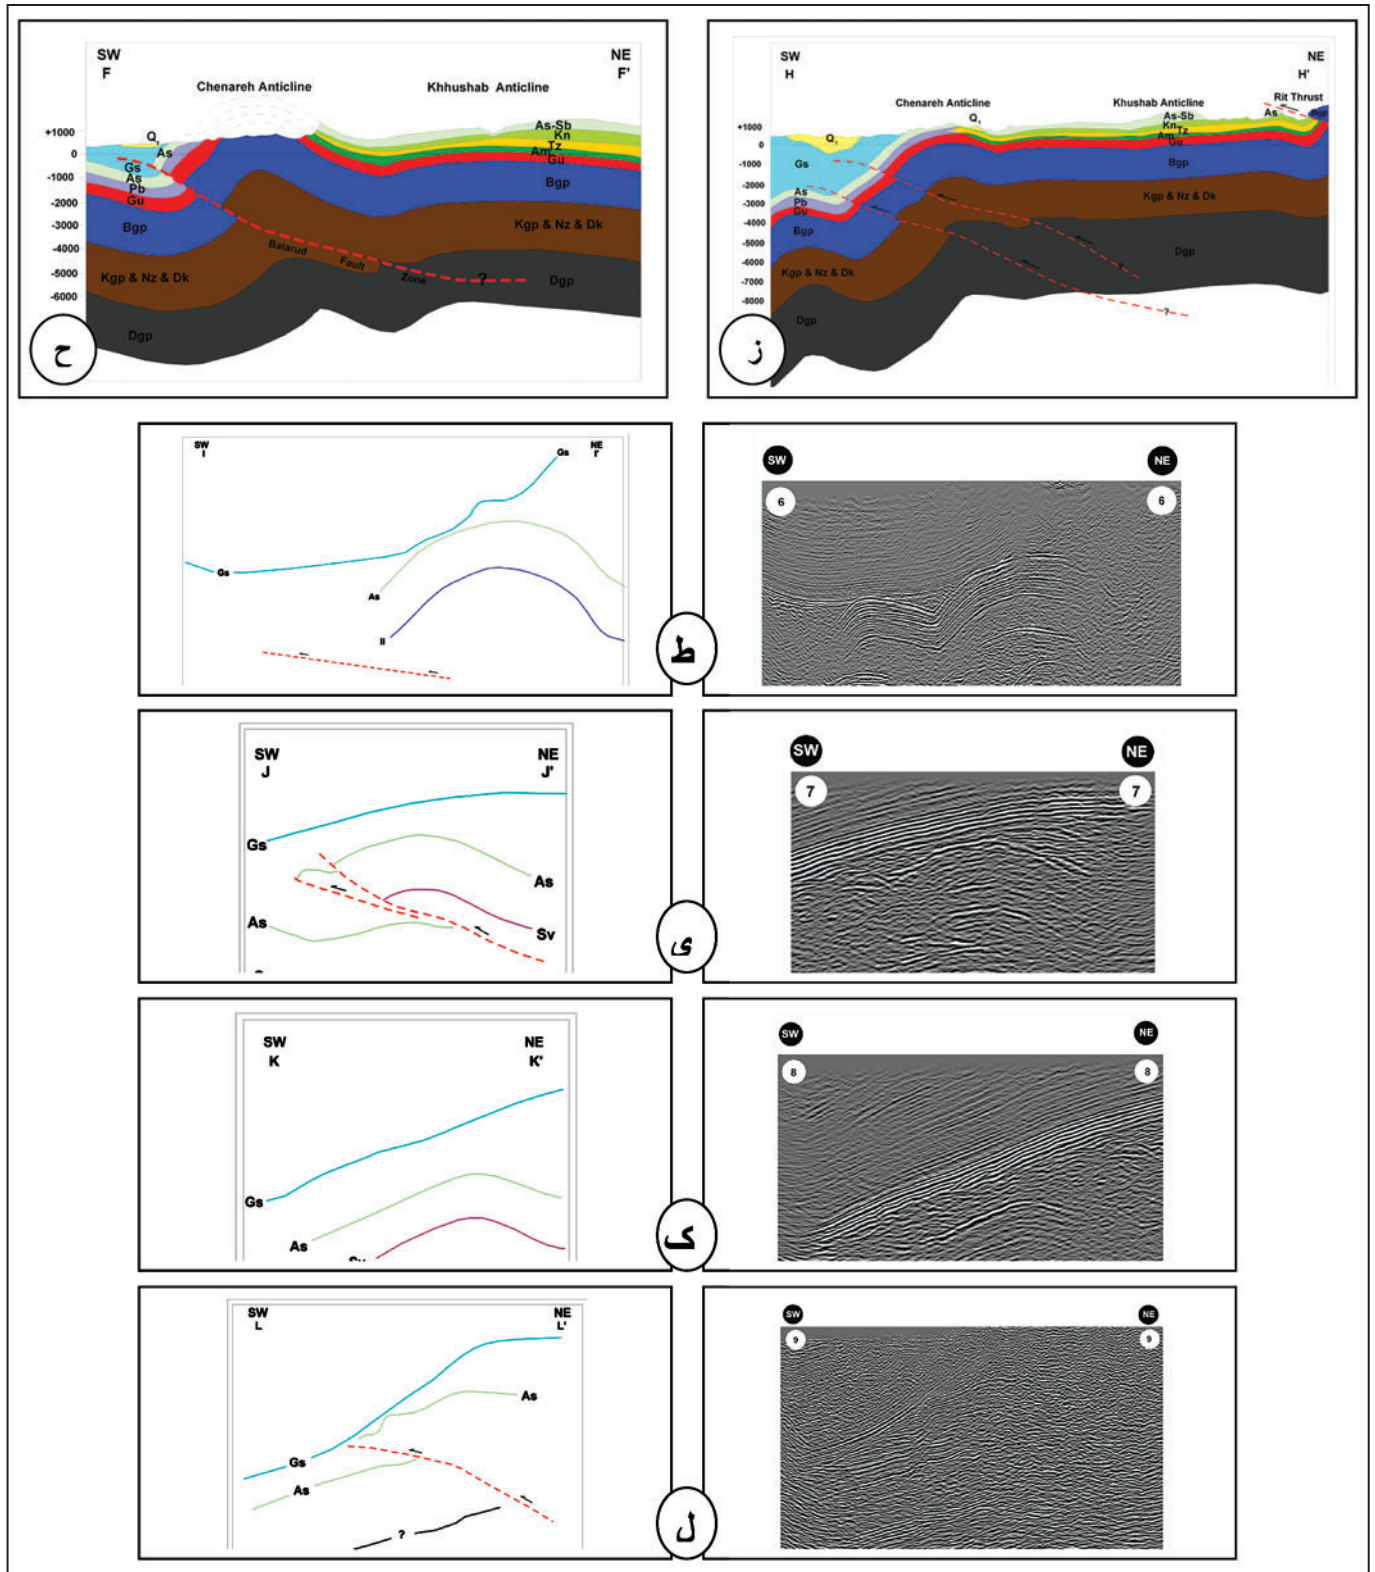 SW NE
F F'
Chenareh Anticline Khhushab Anticline
+1000
0
-1000
-2000
-3000
-4000
-5000
-6000
Q₁
As
Gs
As
Pb
Gu
Bgp
Kgp & Nz & Dk
Dgp
As-Sb
Kn
Tz
Am
Gu
Bgp
Kgp & Nz & Dk
Dgp
Balarud Fault Zone ?
ح
SW NE
H H'
Rit Thrust
Chenareh Anticline Khushab Anticline
+1000
0
-1000
-2000
-3000
-4000
-5000
-6000
-7000
-8000
Q₁
Gs
As
Pb
Gu
Bgp
Kgp & Nz & Dk
Dgp
Q₁
As-Sb
Kn
Tz
Am
Gu
As
Bgp
Bgp
Kgp & Nz & Dk
Dgp
?
?
ز
SW NE
I I'
Gs
Gs
As
II
ط
SW NE
6 6
SW NE
J J'
Gs
As
As
Sv
ی
SW NE
7 7
SW NE
K K'
Gs
As
ک
SW NE
8 8
SW NE
L L'
As
Gs
As
?
ل
SW NE
9 9